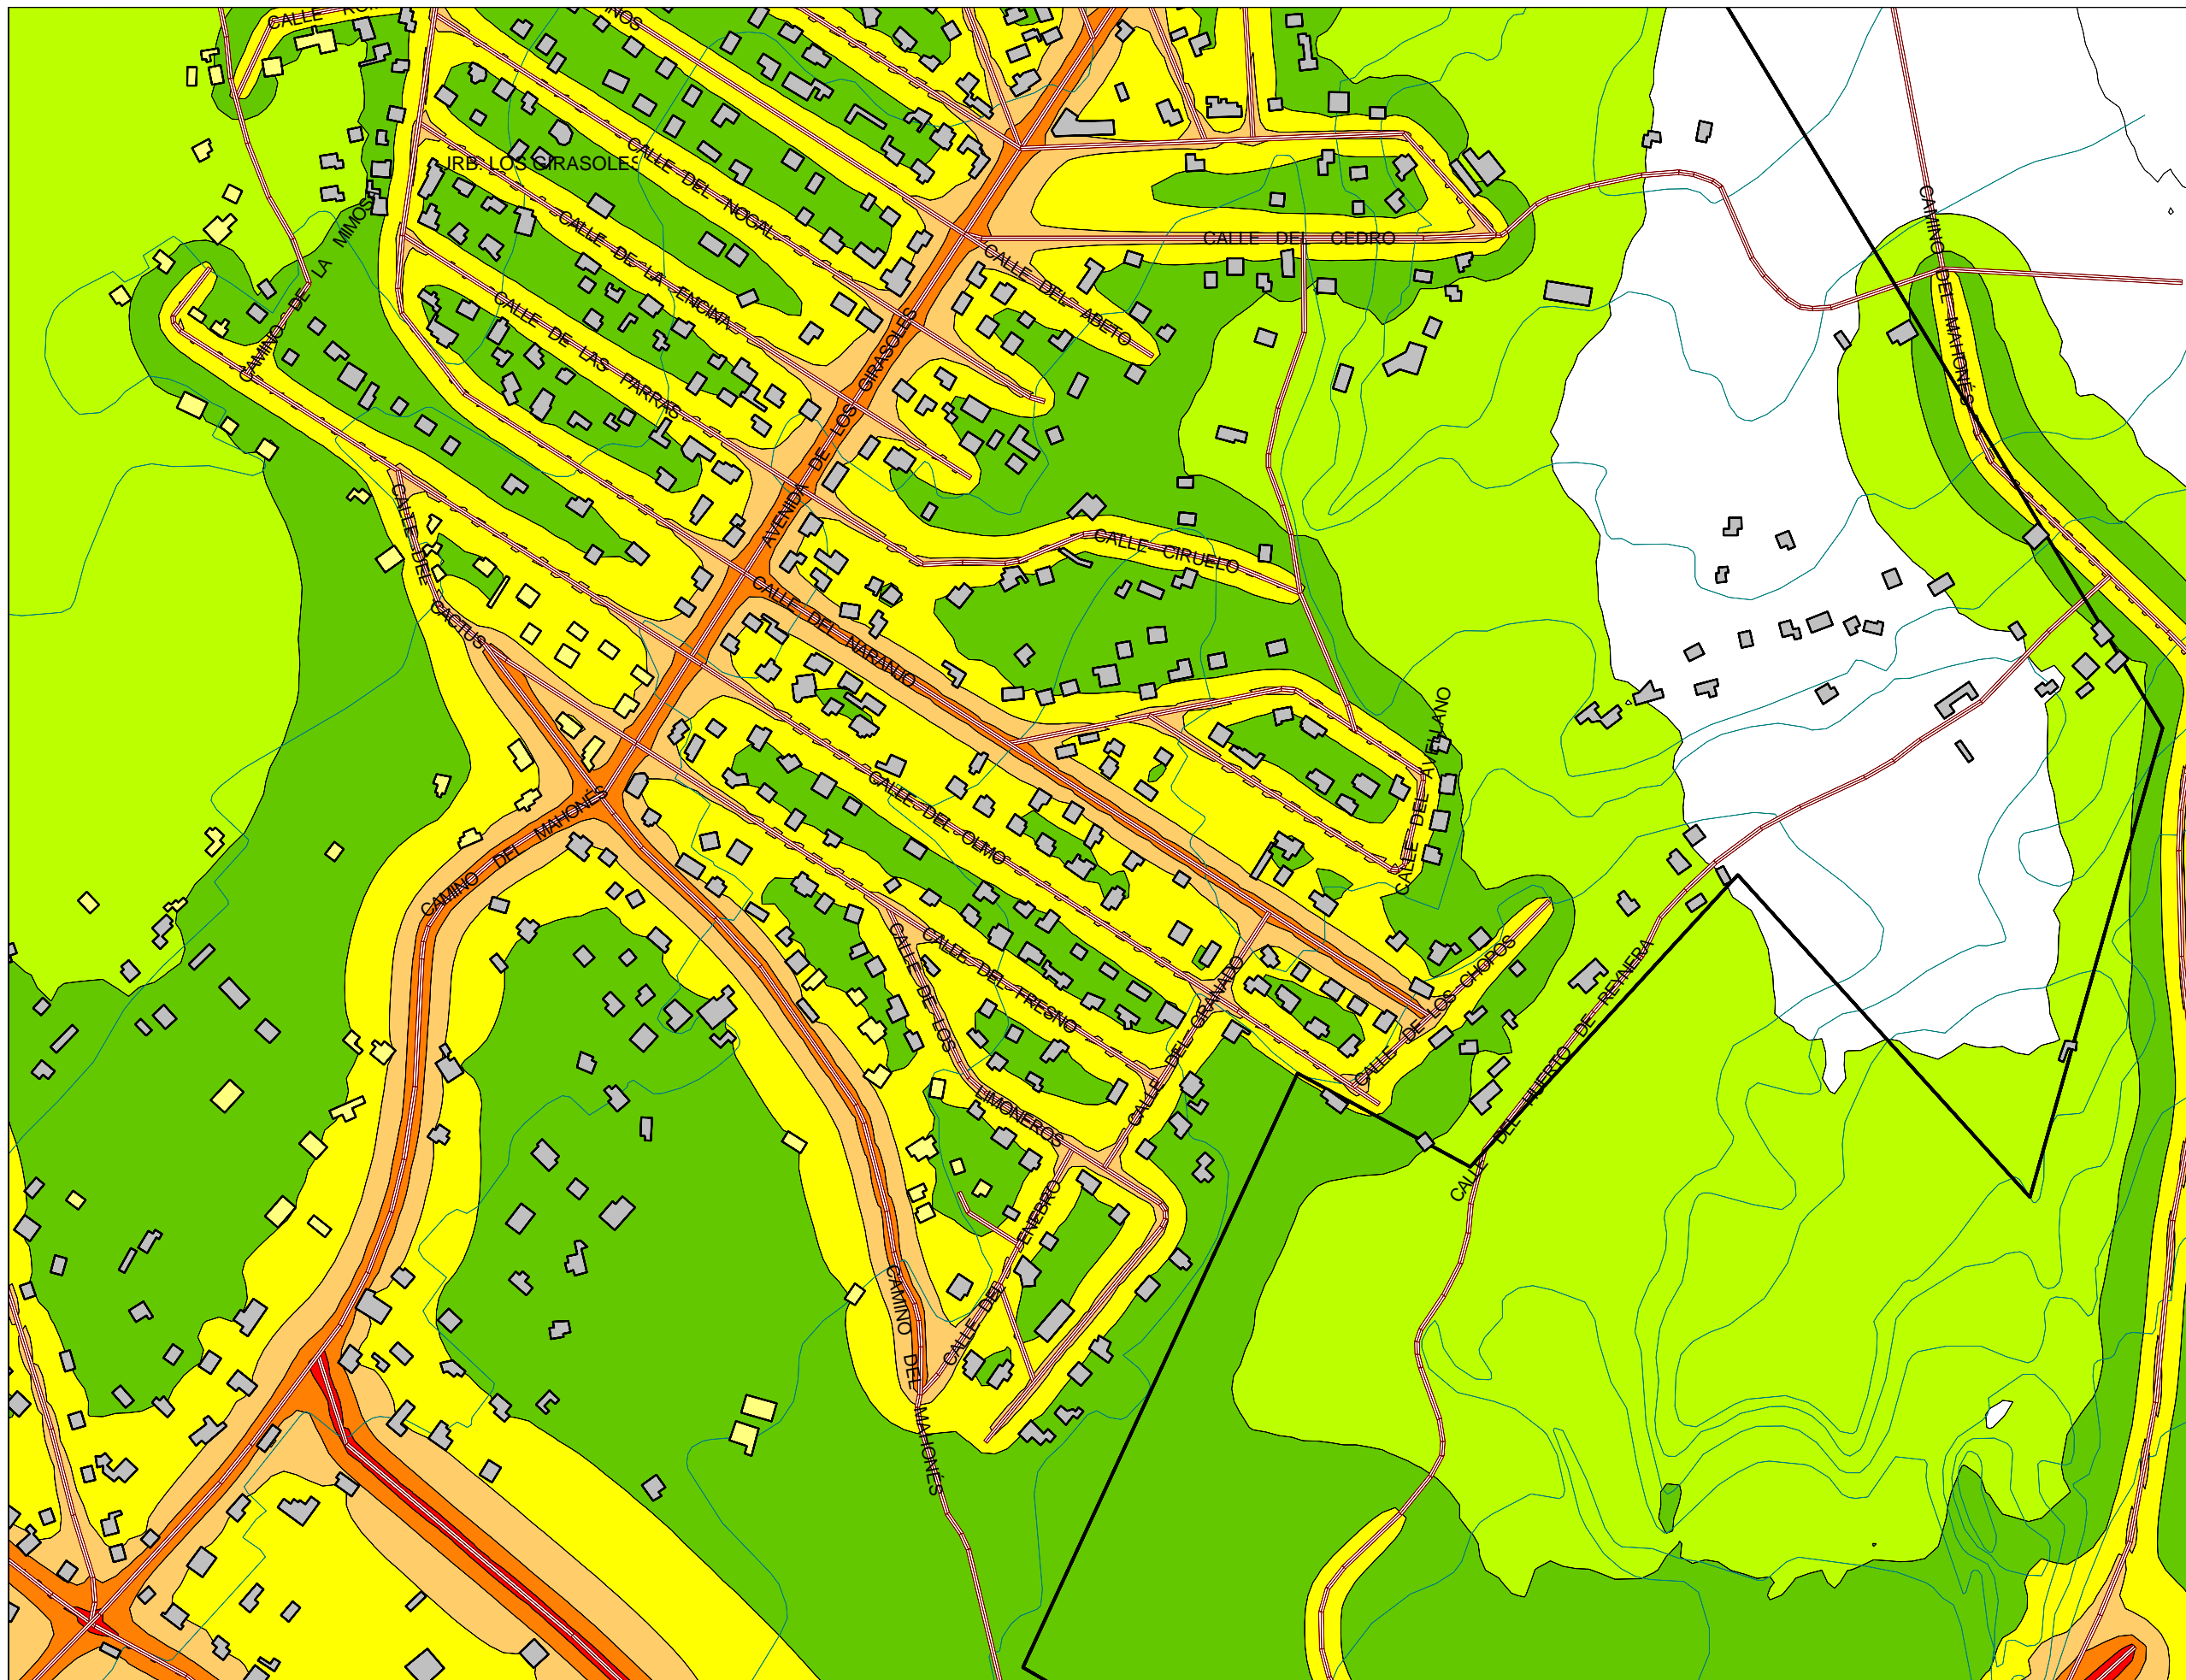 CALLE
JRB. LOS GIRASOLES
CALLE DEL NOGAL
CALLE DE LA ENCINA
CALLE DE LAS PARRAS
CAMINO DE LA MIMOSA
CALLE DEL CEDRO
CALLE DEL ABETO
CAMINO DEL MAHONÉS
AVENIDA DE LOS GIRASOLES
CALLE CIRUELO
CALLE DEL CACTUS
CALLE DEL NARANJO
CALLE DEL AVELLANO
CALLE DEL OLMO
CAMINO DEL MAHONÉS
CALLE DEL FRESNO
CALLE DE LOS LIMONEROS
CALLE DEL GRANADO
CALLE DE LOS CHOPOS
CALLE DEL HUERTO DE REYNERA
CALLE DEL ENEBRO
CAMINO DEL MAHONÉS